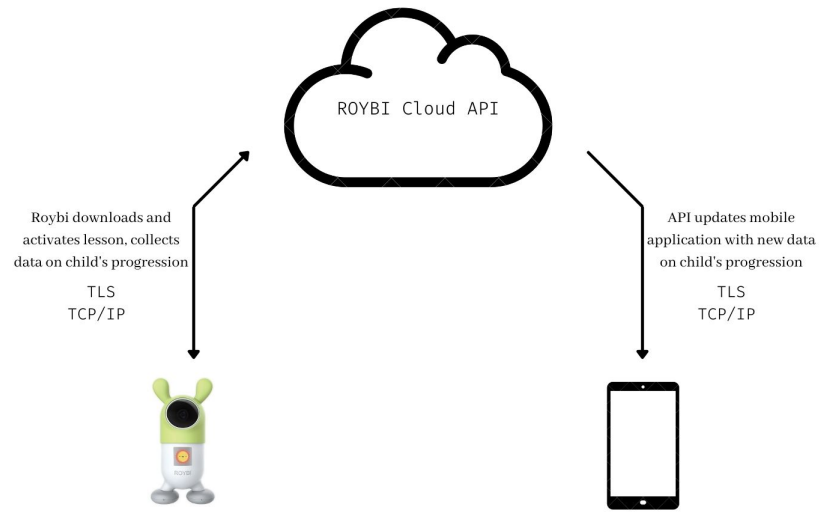 ROYBI Cloud API
Roybi downloads and
activates lesson, collects
data on child's progression
TLS
TCP/IP
API updates mobile
application with new data
on child's progression
TLS
TCP/IP
ROYBI